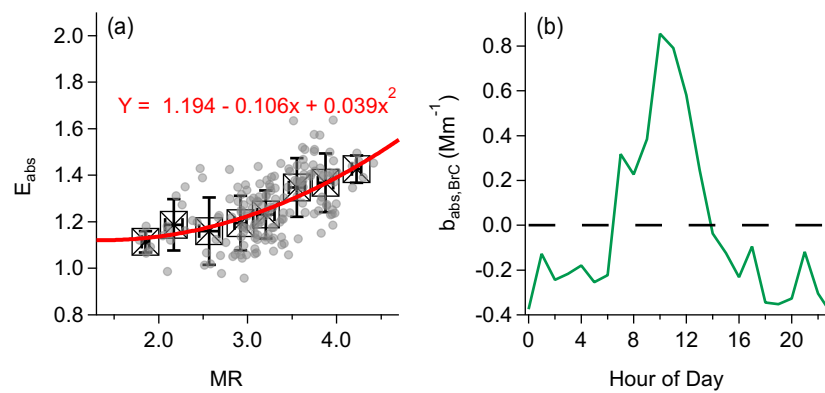 (a)
2.0
1.8
1.6
1.4
1.2
1.0
0.8
E_abs
Y = 1.194 - 0.106x + 0.039x^2
2.0 3.0 4.0
MR
(b)
0.8
0.6
0.4
0.2
0.0
-0.2
-0.4
b_abs,BrC (Mm^-1)
0 4 8 12 16 20
Hour of Day